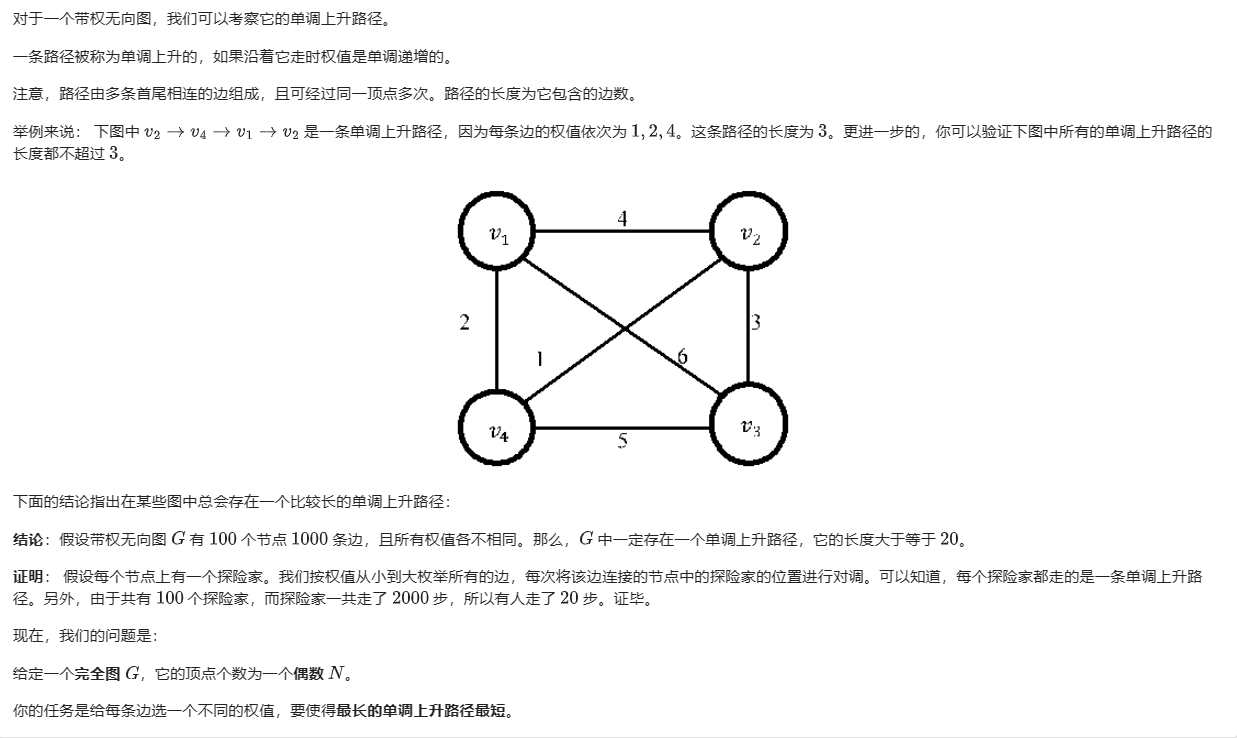 对于一个带权无向图，我们可以考察它的单调上升路径。
一条路径被称为单调上升的，如果沿着它走时权值是单调递增的。
注意，路径由多条首尾相连的边组成，且可经过同一顶点多次。路径的长度为它包含的边数。
举例来说： 下图中 v₂ → v₄ → v₁ → v₂ 是一条单调上升路径，因为每条边的权值依次为 1, 2, 4。这条路径的长度为 3。更进一步的，你可以验证下图中所有的单调上升路径的
长度都不超过 3。
v₁ 4 v₂
2 3
1 6
v₄ 5 v₃
下面的结论指出在某些图中总会存在一个比较长的单调上升路径：
结论：假设带权无向图 G 有 100 个节点 1000 条边，且所有权值各不相同。那么，G 中一定存在一个单调上升路径，它的长度大于等于 20。
证明： 假设每个节点上有一个探险家。我们按权值从小到大枚举所有的边，每次将该边连接的节点中的探险家的位置进行对调。可以知道，每个探险家都走的是一条单调上升路
径。另外，由于共有 100 个探险家，而探险家一共走了 2000 步，所以有人走了 20 步。证毕。
现在，我们的问题是：
给定一个完全图 G，它的顶点个数为一个偶数 N。
你的任务是给每条边选一个不同的权值，要使得最长的单调上升路径最短。